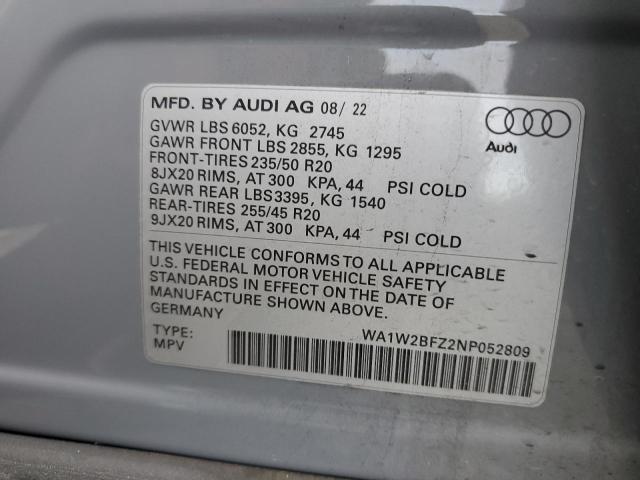 MFD. BY AUDI AG 08/ 22
GVWR LBS 6052, KG 2745
GAWR FRONT LBS 2855, KG 1295
FRONT-TIRES 235/50 R20
8JX20 RIMS, AT 300 KPA, 44 PSI COLD
GAWR REAR LBS3395, KG 1540
REAR-TIRES 255/45 R20
9JX20 RIMS, AT 300 KPA, 44 PSI COLD
Audi
THIS VEHICLE CONFORMS TO ALL APPLICABLE
U.S. FEDERAL MOTOR VEHICLE SAFETY
STANDARDS IN EFFECT ON THE DATE OF
MANUFACTURE SHOWN ABOVE.
GERMANY
TYPE:
MPV
WA1W2BFZ2NP052809